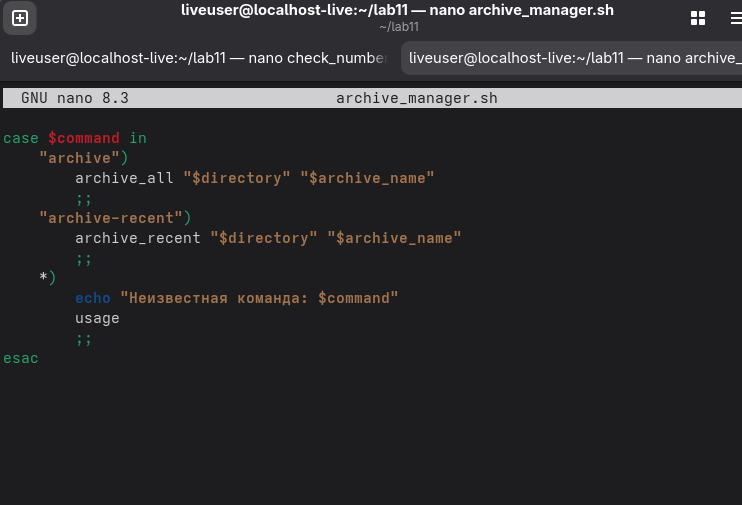 liveuser@localhost-live:~/lab11 — nano archive_manager.sh
~/lab11
liveuser@localhost-live:~/lab11 — nano check_number
liveuser@localhost-live:~/lab11 — nano archive_
GNU nano 8.3 archive_manager.sh
case $command in
    "archive")
        archive_all "$directory" "$archive_name"
        ;;
    "archive-recent")
        archive_recent "$directory" "$archive_name"
        ;;
    *)
        echo "Неизвестная команда: $command"
        usage
        ;;
esac